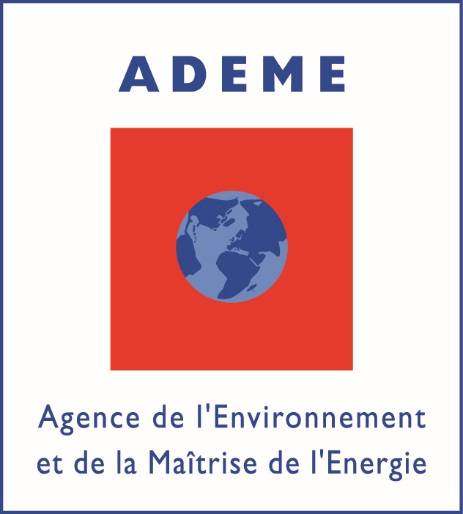 ADEME
Agence de l'Environnement
et de la Maîtrise de l'Energie